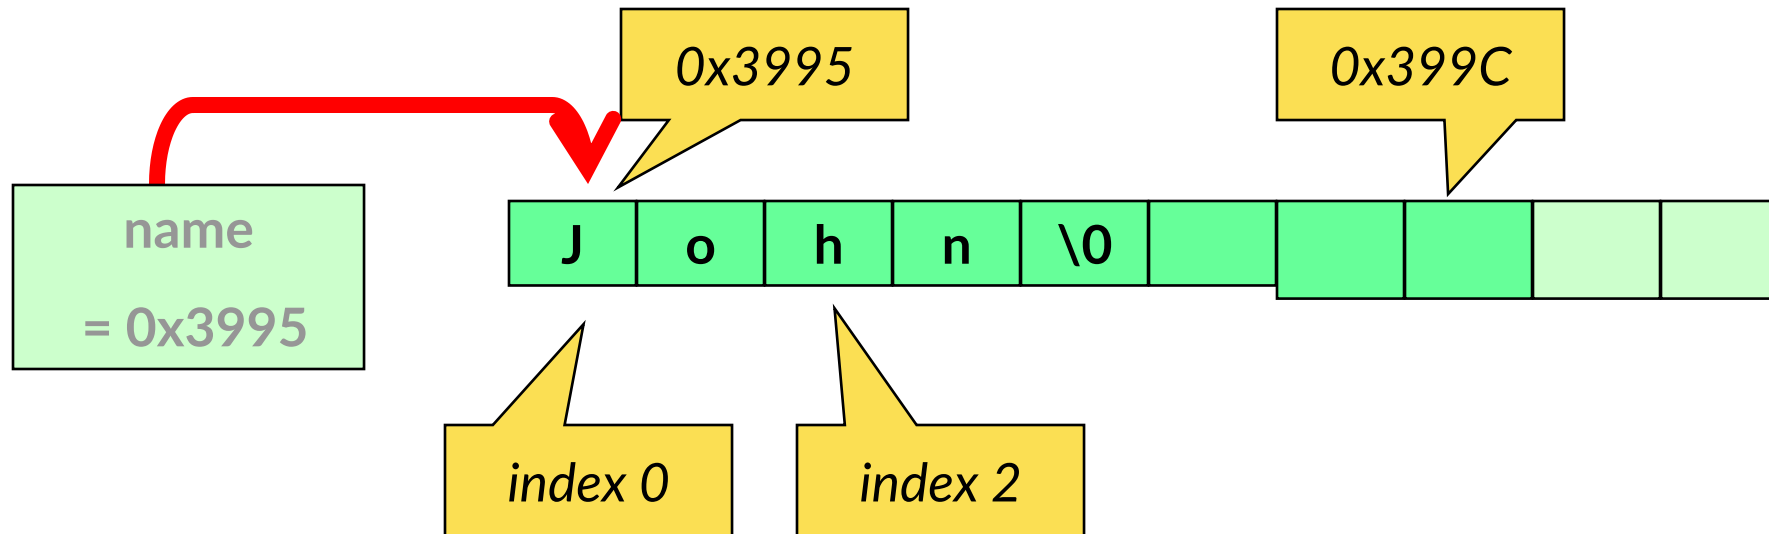 0x3995
0x399C
name
= 0x3995
J o h n \0
index 0
index 2